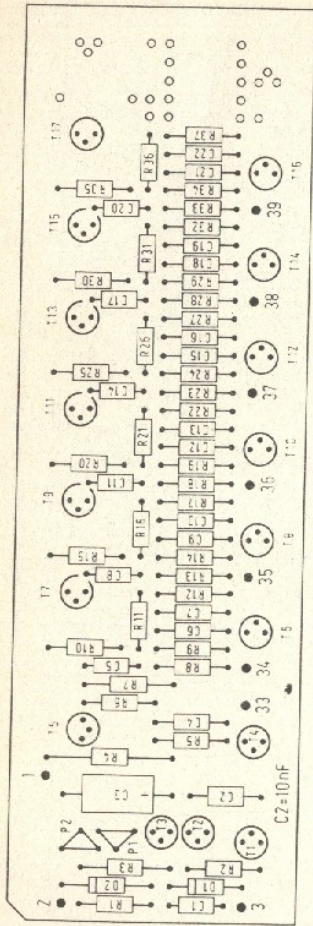 T17
R36
R37
C22
C21
T16
R35
R34
C20
R33
39
T15
R32
R31
C19
C18
T14
R30
R29
C17
R28
38
T13
R27
R26
C16
C15
T12
R25
R24
C14
R23
37
T11
R22
R21
C13
C12
T10
R20
R19
C11
R18
36
T9
R17
R16
C10
C9
T8
R15
R14
C8
R13
35
T7
R12
R11
C7
C6
T6
R10
R9
C5
R8
34
R7
R6
33
T5
C4
R5
T4
R4
1
C3
C2
C2=10nF
P2
P1
T3
T2
T1
R3
R2
D2
D1
R1
C1
2
3